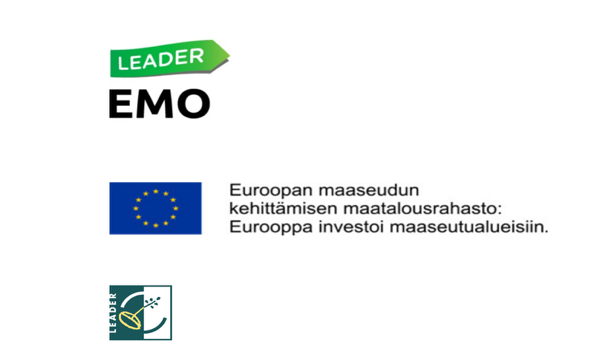 LEADER
EMO
Euroopan maaseudun
kehittämisen maatalousrahasto:
Eurooppa investoi maaseutualueisiin.
LEADER